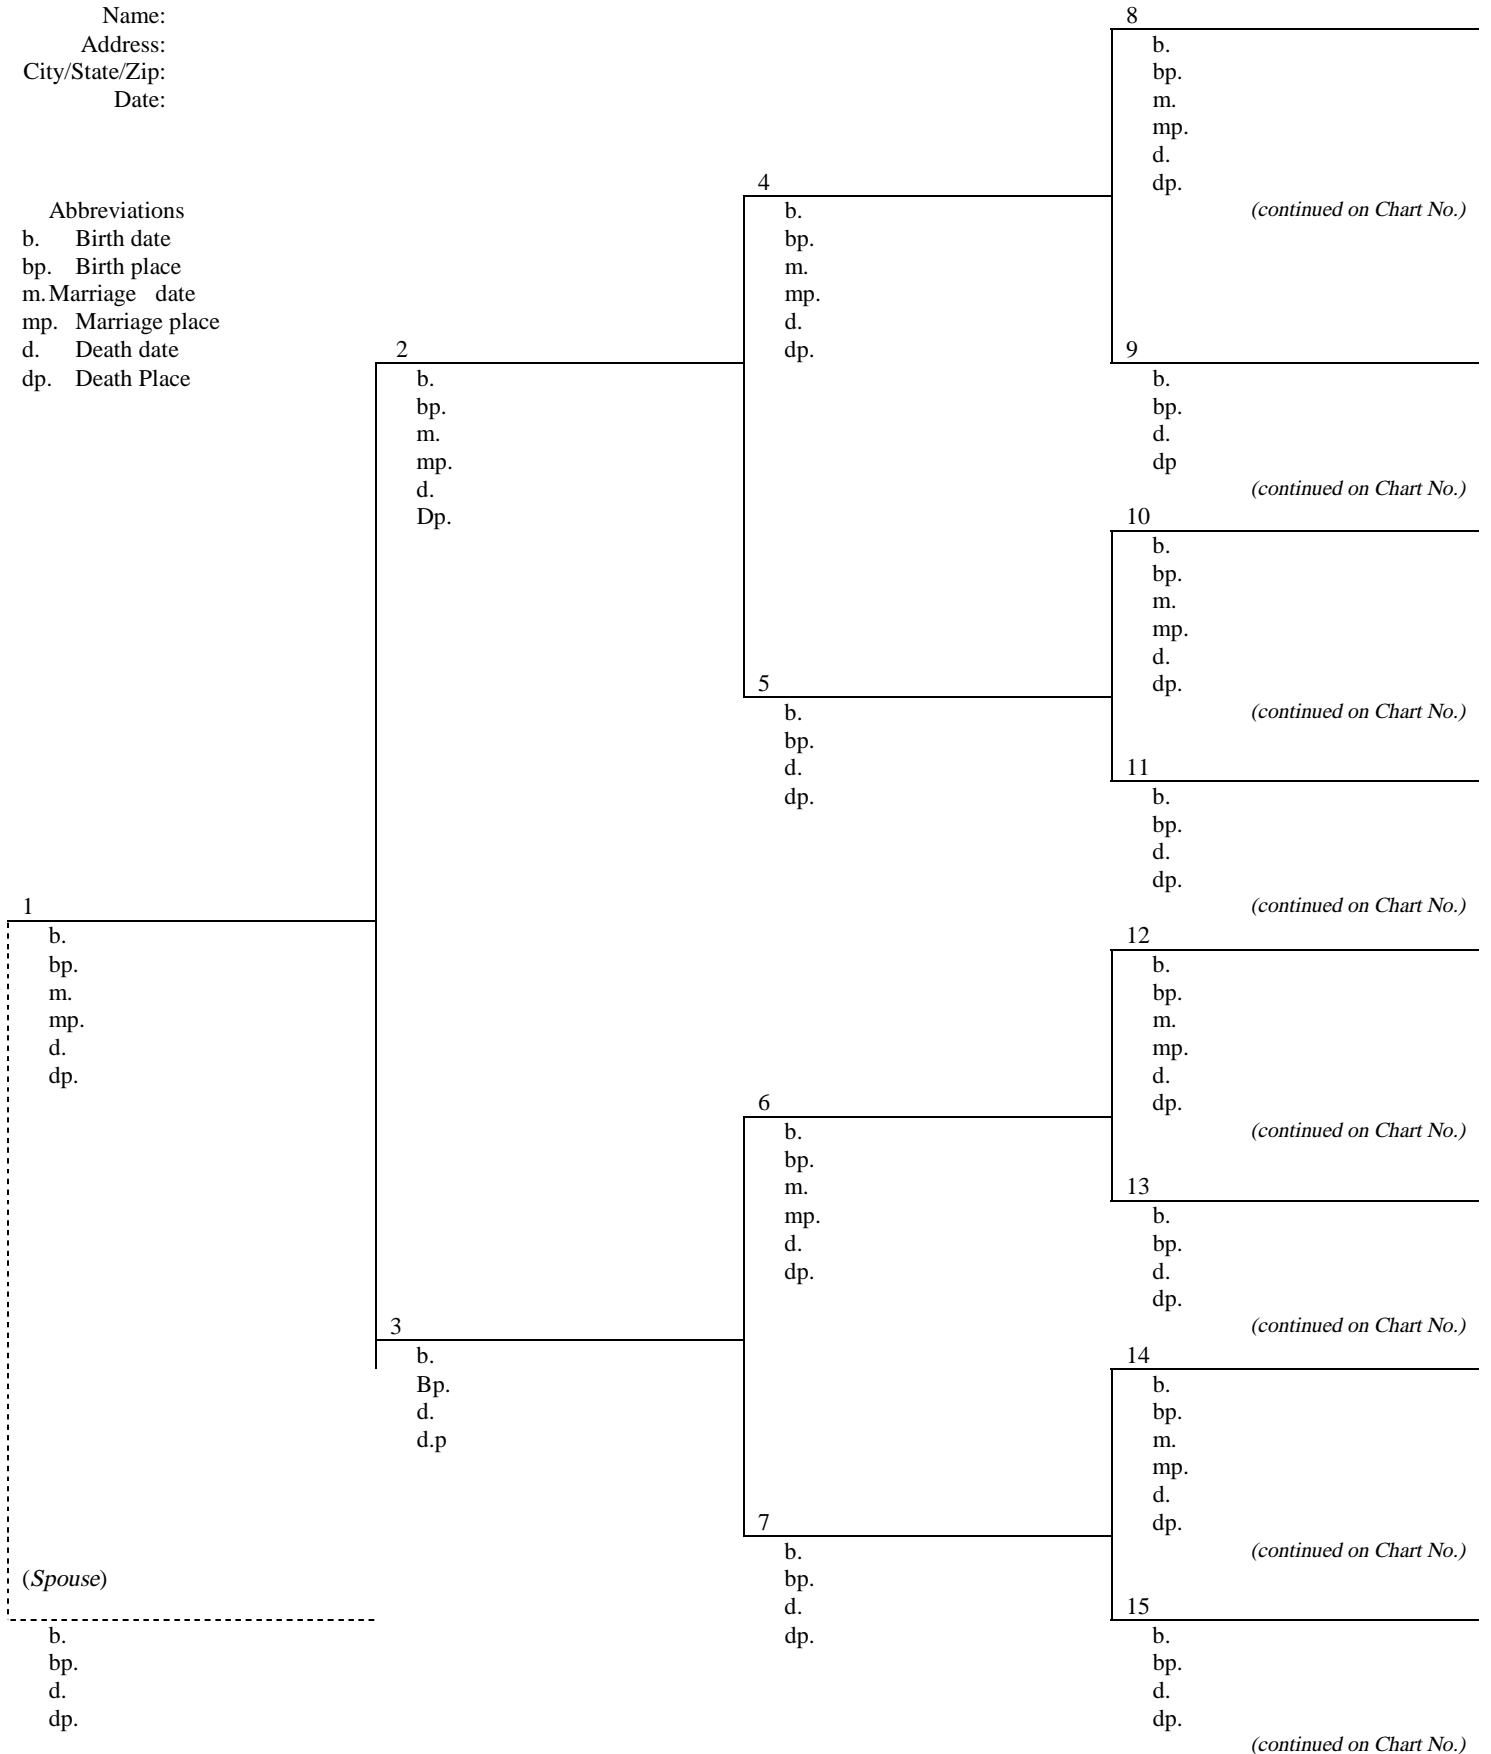 Name:
Address:
City/State/Zip:
Date:
Abbreviations
b. Birth date
bp. Birth place
m. Marriage date
mp. Marriage place
d. Death date
dp. Death Place
1
b.
bp.
m.
mp.
d.
dp.
(Spouse)
b.
bp.
d.
dp.
2
b.
bp.
m.
mp.
d.
Dp.
3
b.
Bp.
d.
d.p
4
b.
bp.
m.
mp.
d.
dp.
5
b.
bp.
d.
dp.
6
b.
bp.
m.
mp.
d.
dp.
7
b.
bp.
d.
dp.
8
b.
bp.
m.
mp.
d.
dp.
(continued on Chart No.)
9
b.
bp.
d.
dp
(continued on Chart No.)
10
b.
bp.
m.
mp.
d.
dp.
(continued on Chart No.)
11
b.
bp.
d.
dp.
(continued on Chart No.)
12
b.
bp.
m.
mp.
d.
dp.
(continued on Chart No.)
13
b.
bp.
d.
dp.
(continued on Chart No.)
14
b.
bp.
m.
mp.
d.
dp.
(continued on Chart No.)
15
b.
bp.
d.
dp.
(continued on Chart No.)